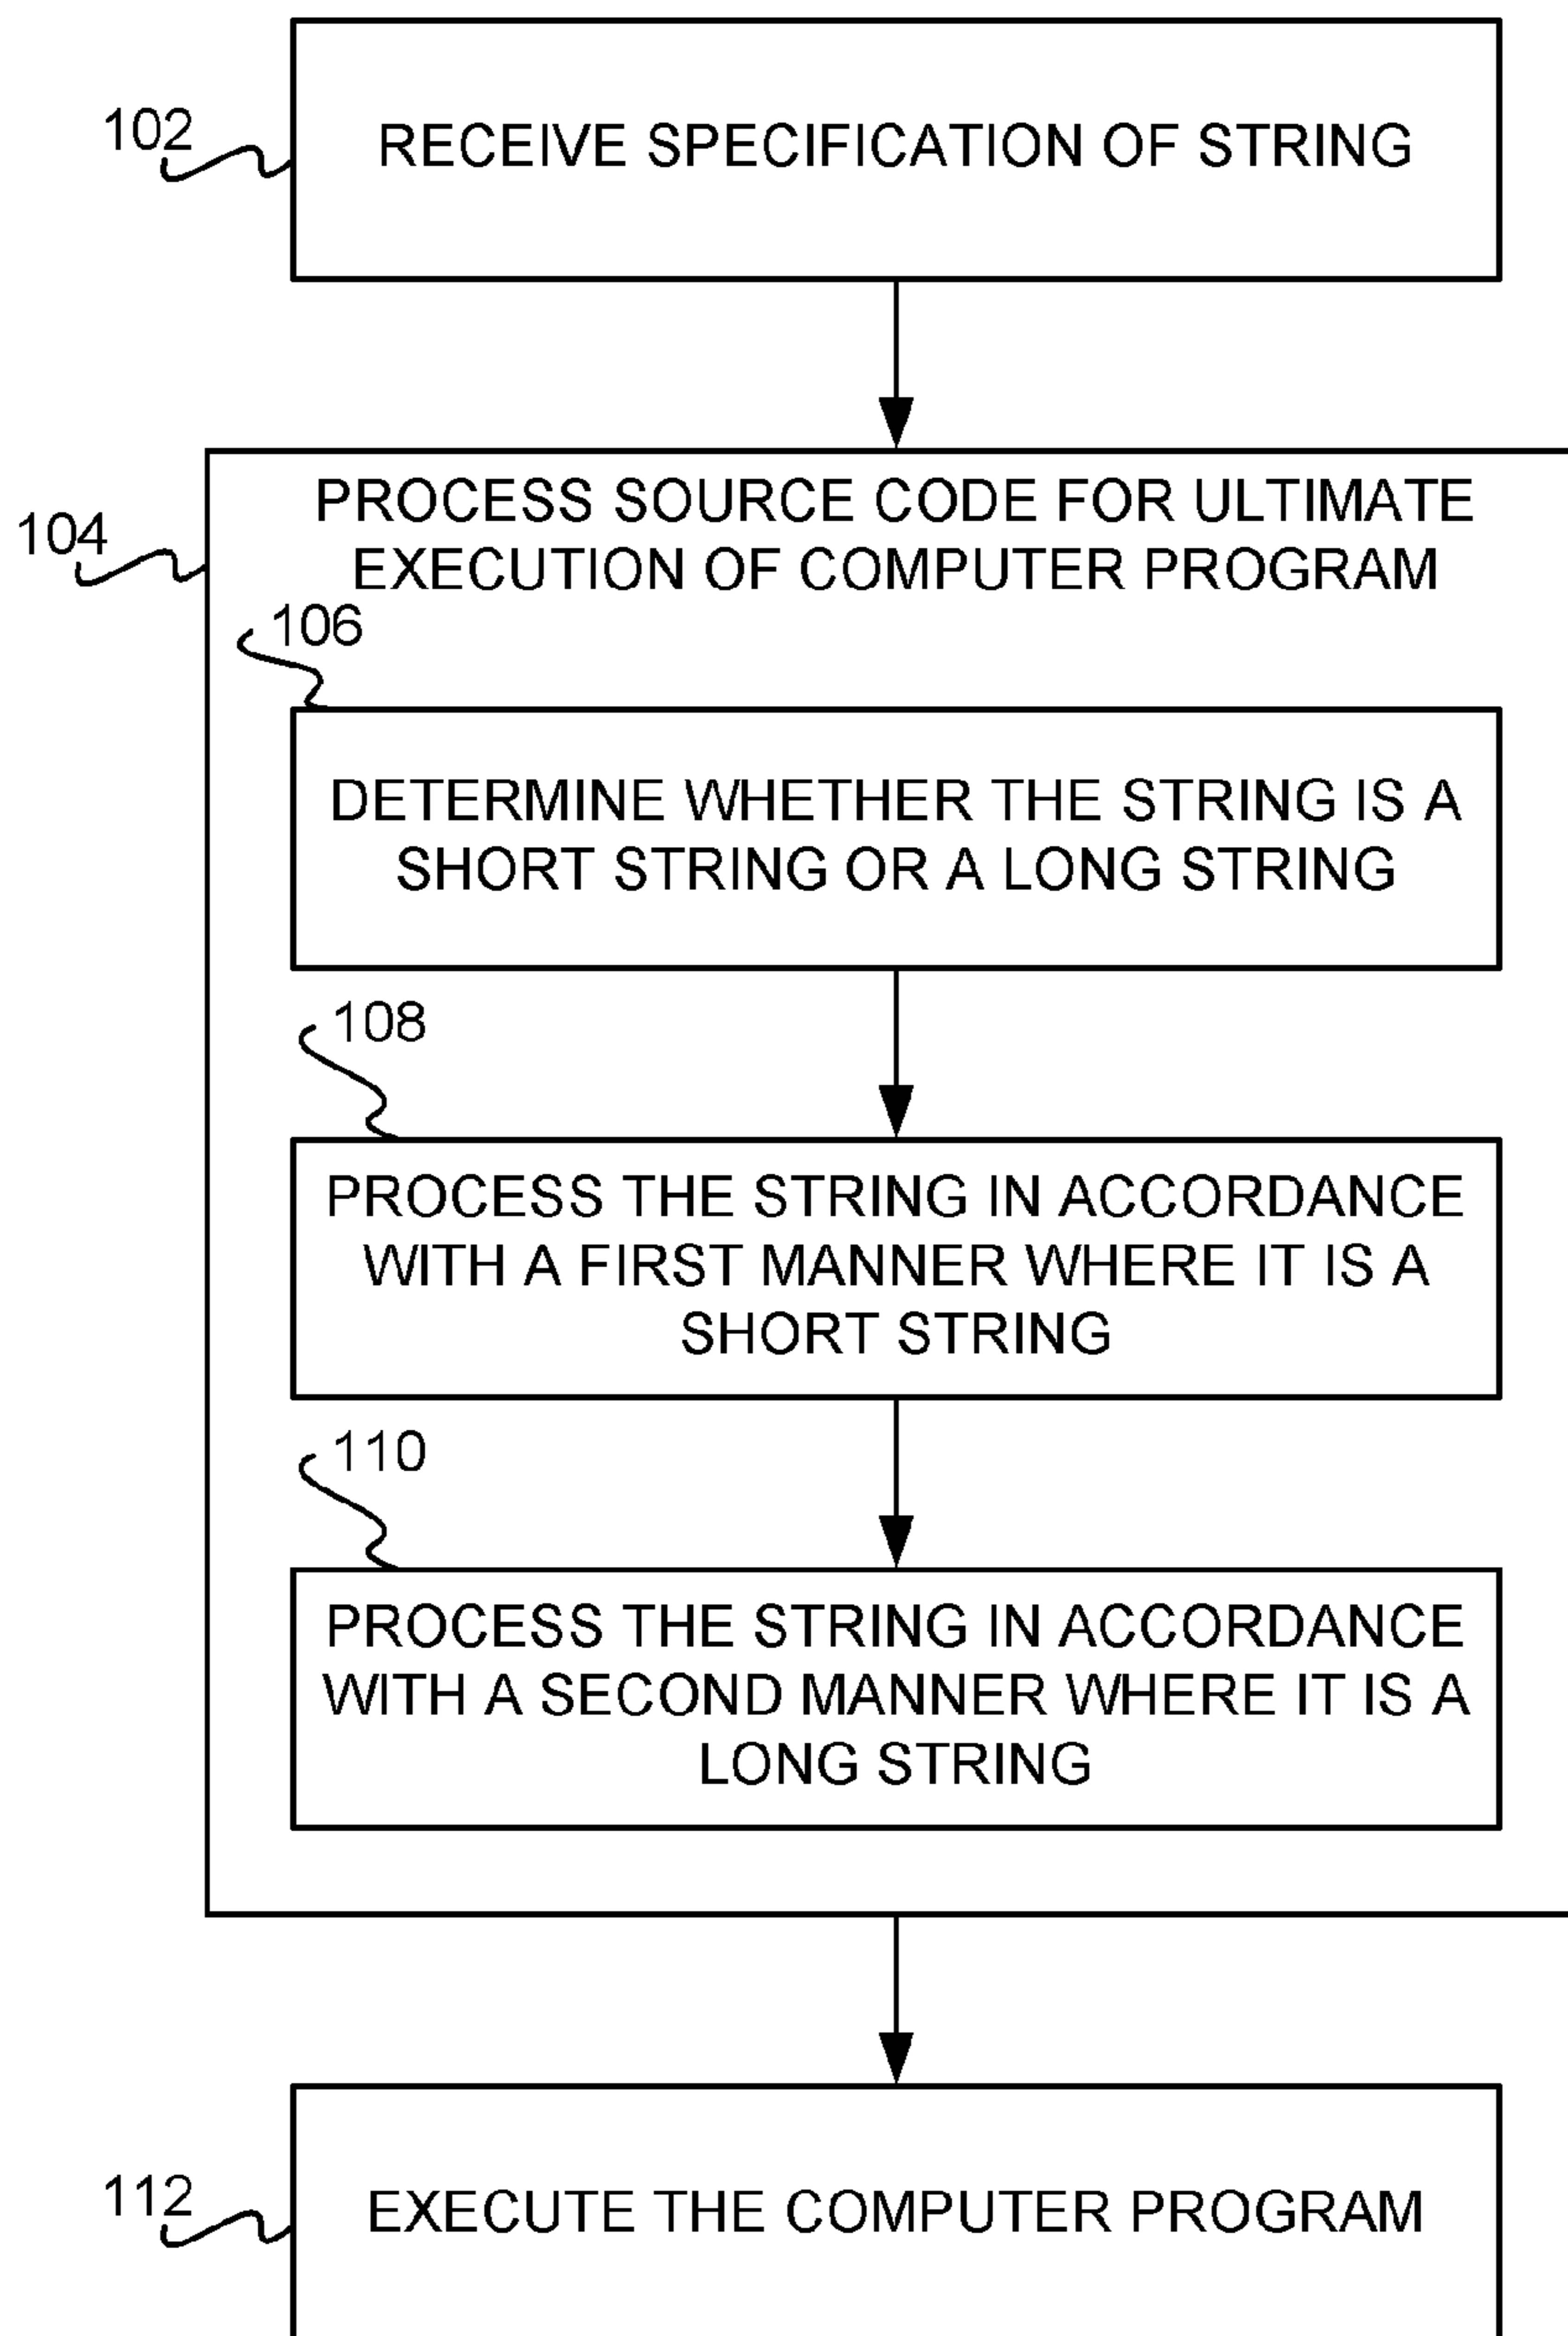 102
RECEIVE SPECIFICATION OF STRING
104
PROCESS SOURCE CODE FOR ULTIMATE
EXECUTION OF COMPUTER PROGRAM
106
DETERMINE WHETHER THE STRING IS A
SHORT STRING OR A LONG STRING
108
PROCESS THE STRING IN ACCORDANCE
WITH A FIRST MANNER WHERE IT IS A
SHORT STRING
110
PROCESS THE STRING IN ACCORDANCE
WITH A SECOND MANNER WHERE IT IS A
LONG STRING
112
EXECUTE THE COMPUTER PROGRAM